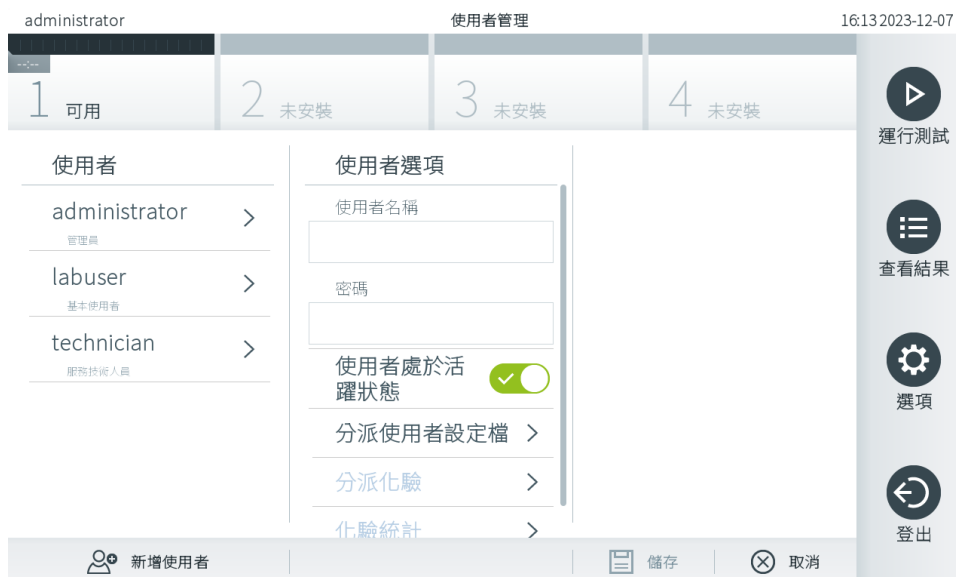 administrator
使用者管理
16:13 2023-12-07
--:--
1 可用
2 未安裝
3 未安裝
4 未安裝
運行測試
查看結果
選項
登出
使用者
administrator
管理員
labuser
基本使用者
technician
服務技術人員
使用者選項
使用者名稱
密碼
使用者處於活
躍狀態
分派使用者設定檔
分派化驗
化驗統計
新增使用者
儲存
取消